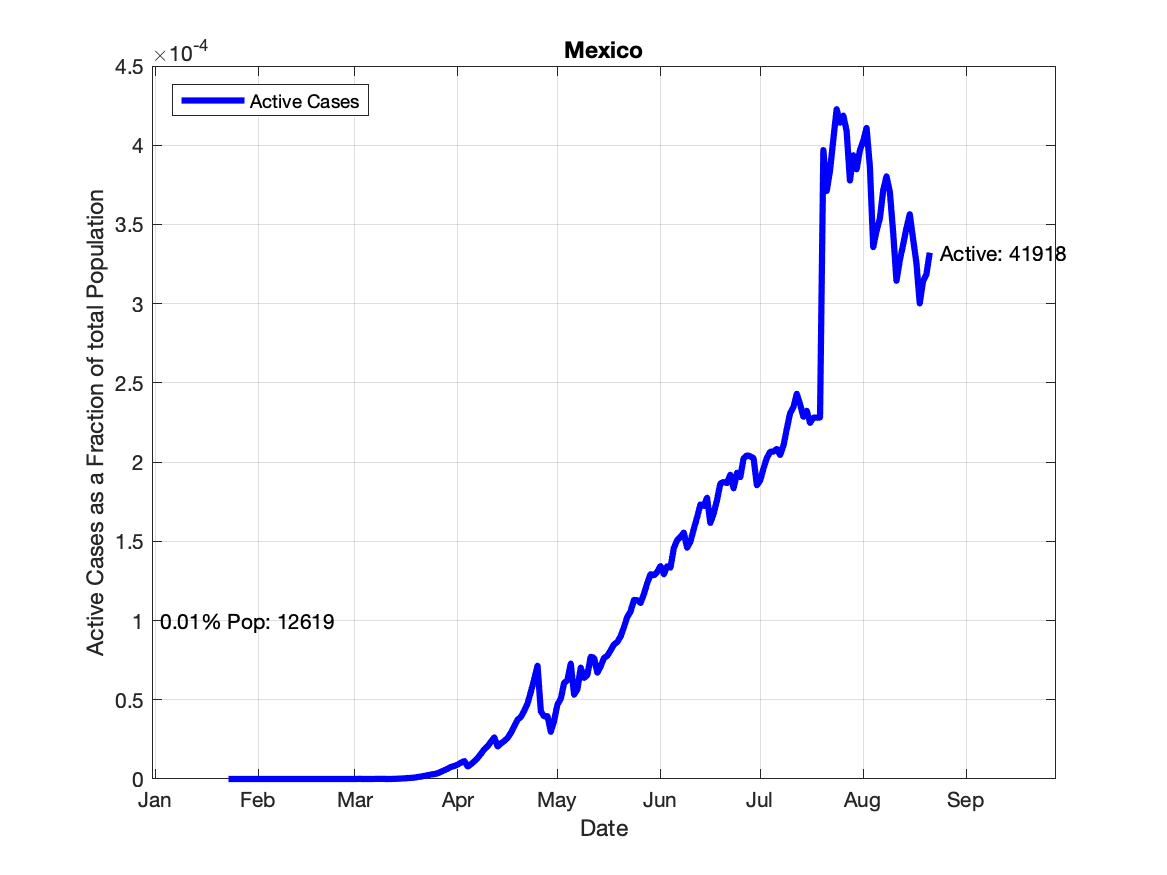 Mexico
×10-4
4.5
4
3.5
3
2.5
2
1.5
1
0.5
0
Active Cases as a Fraction of total Population
Active Cases
Active: 41918
0.01% Pop: 12619
Jan Feb Mar Apr May Jun Jul Aug Sep
Date